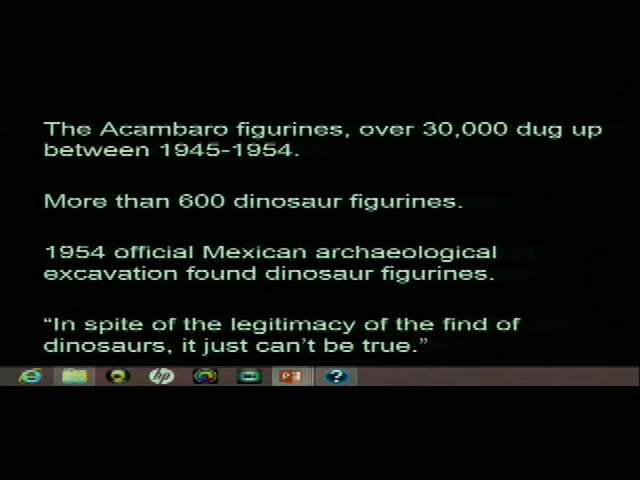 The Acambaro figurines, over 30,000 dug up
between 1945-1954.
More than 600 dinosaur figurines.
1954 official Mexican archaeological
excavation found dinosaur figurines.
“In spite of the legitimacy of the find of
dinosaurs, it just can’t be true.”
hp
P
?